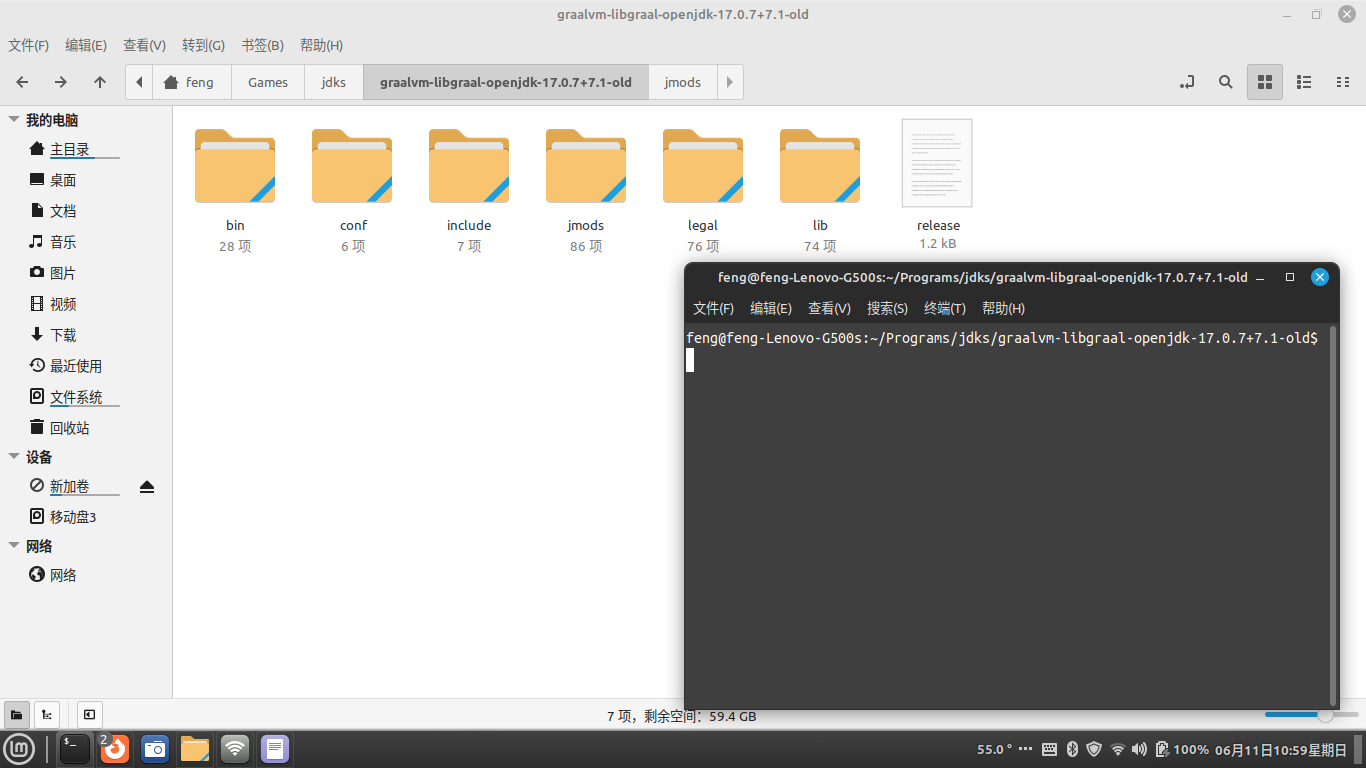 graalvm-libgraal-openjdk-17.0.7+7.1-old
文件(F) 编辑(E) 查看(V) 转到(G) 书签(B) 帮助(H)
feng Games jdks graalvm-libgraal-openjdk-17.0.7+7.1-old jmods
我的电脑
主目录
桌面
文档
音乐
图片
视频
下载
最近使用
文件系统
回收站
设备
新加卷
移动盘3
网络
网络
bin conf include jmods legal lib release
28 项 6 项 7 项 86 项 76 项 74 项 1.2 kB
feng@feng-Lenovo-G500s:~/Programs/jdks/graalvm-libgraal-openjdk-17.0.7+7.1-old
文件(F) 编辑(E) 查看(V) 搜索(S) 终端(T) 帮助(H)
feng@feng-Lenovo-G500s:~/Programs/jdks/graalvm-libgraal-openjdk-17.0.7+7.1-old$
7 项，剩余空间：59.4 GB
$_ 2 55.0 ° 100% 06月11日10:59星期日